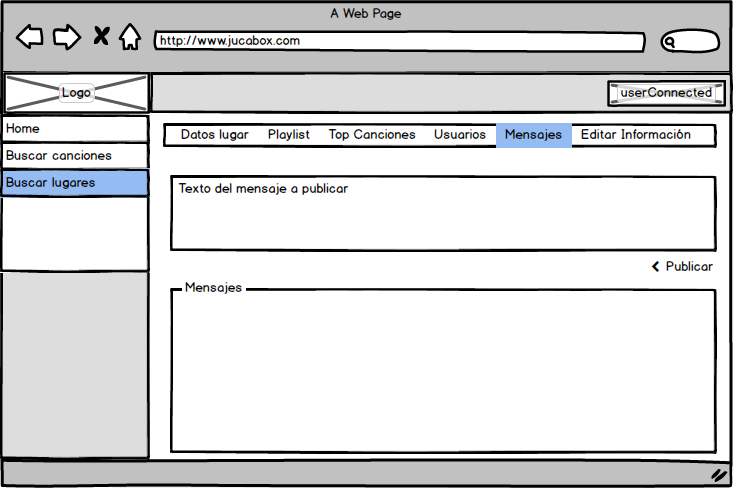 A Web Page
http://www.jucabox.com
Logo
userConnected
Home
Buscar canciones
Buscar lugares
Datos lugar Playlist Top Canciones Usuarios Mensajes Editar Información
Texto del mensaje a publicar
Publicar
Mensajes